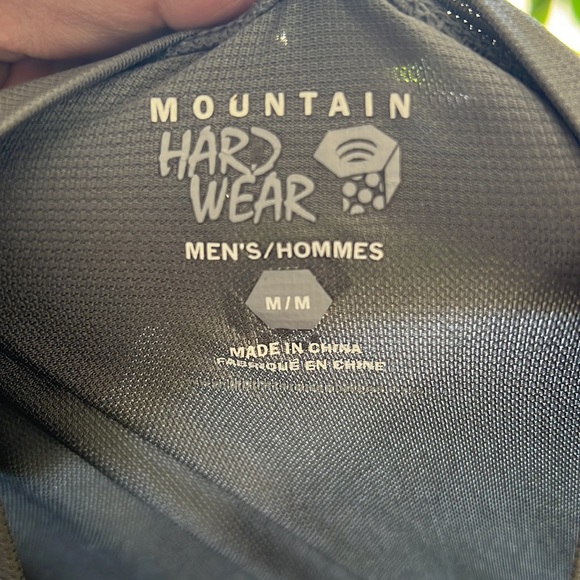 MOUNTAIN
HARD
WEAR
MEN'S/HOMMES
M/M
MADE IN CHINA
FABRIQUE EN CHINE